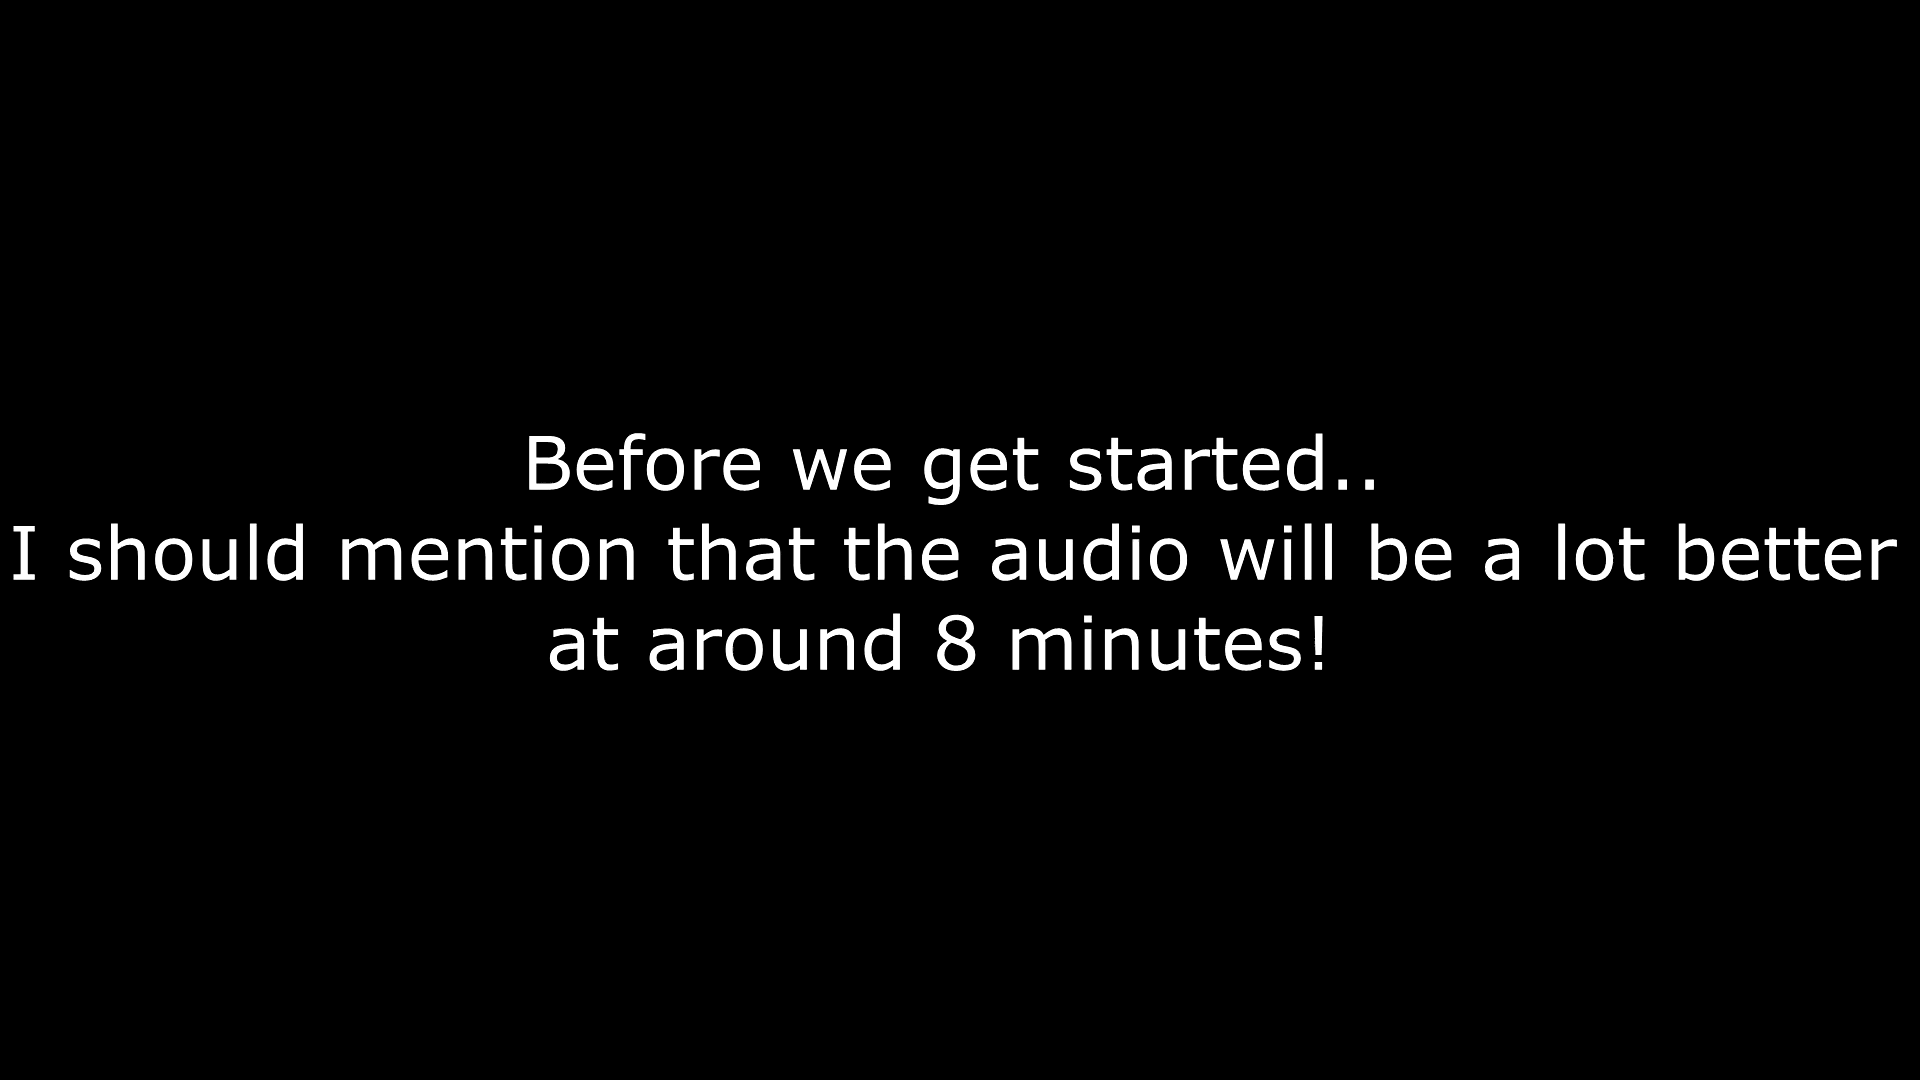 Before we get started..
I should mention that the audio will be a lot better
at around 8 minutes!